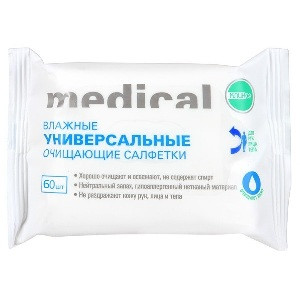 medical
ВЛАЖНЫЕ
УНИВЕРСАЛЬНЫЕ
ОЧИЩАЮЩИЕ САЛФЕТКИ
60 шт
• Хорошо очищают и освежают, не содержат спирт
• Нейтральный запах, гипоаллергенный нетканый материал
• Не раздражают кожу рук, лица и тела